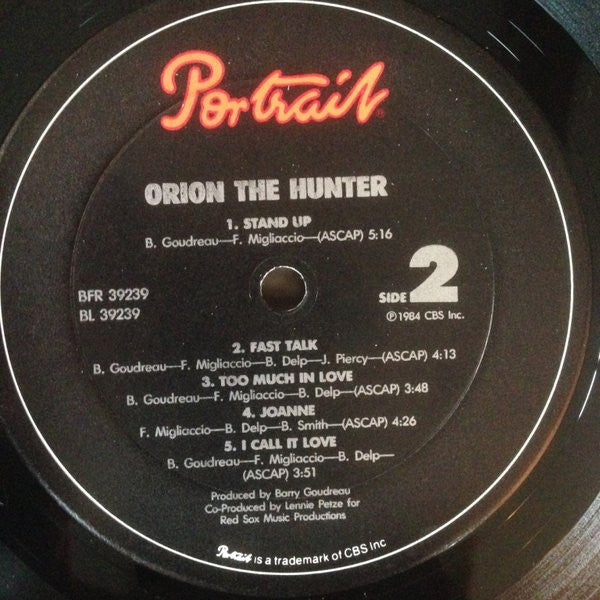 Portrait®
ORION THE HUNTER
1. STAND UP
B. Goudreau—F. Migliaccio—(ASCAP) 5:16
BFR 39239
BL 39239
SIDE 2
℗1984 CBS Inc.
2. FAST TALK
B. Goudreau—F. Migliaccio—B. Delp—J. Piercy—(ASCAP) 4:13
3. TOO MUCH IN LOVE
B. Goudreau—F. Migliaccio—B. Delp—(ASCAP) 3:48
4. JOANNE
F. Migliaccio—B. Delp—B. Smith—(ASCAP) 4:26
5. I CALL IT LOVE
B. Goudreau—F. Migliaccio—B. Delp—
(ASCAP) 3:51
Produced by Barry Goudreau
Co-Produced by Lennie Petze for
Red Sox Music Productions
Portrait is a trademark of CBS Inc